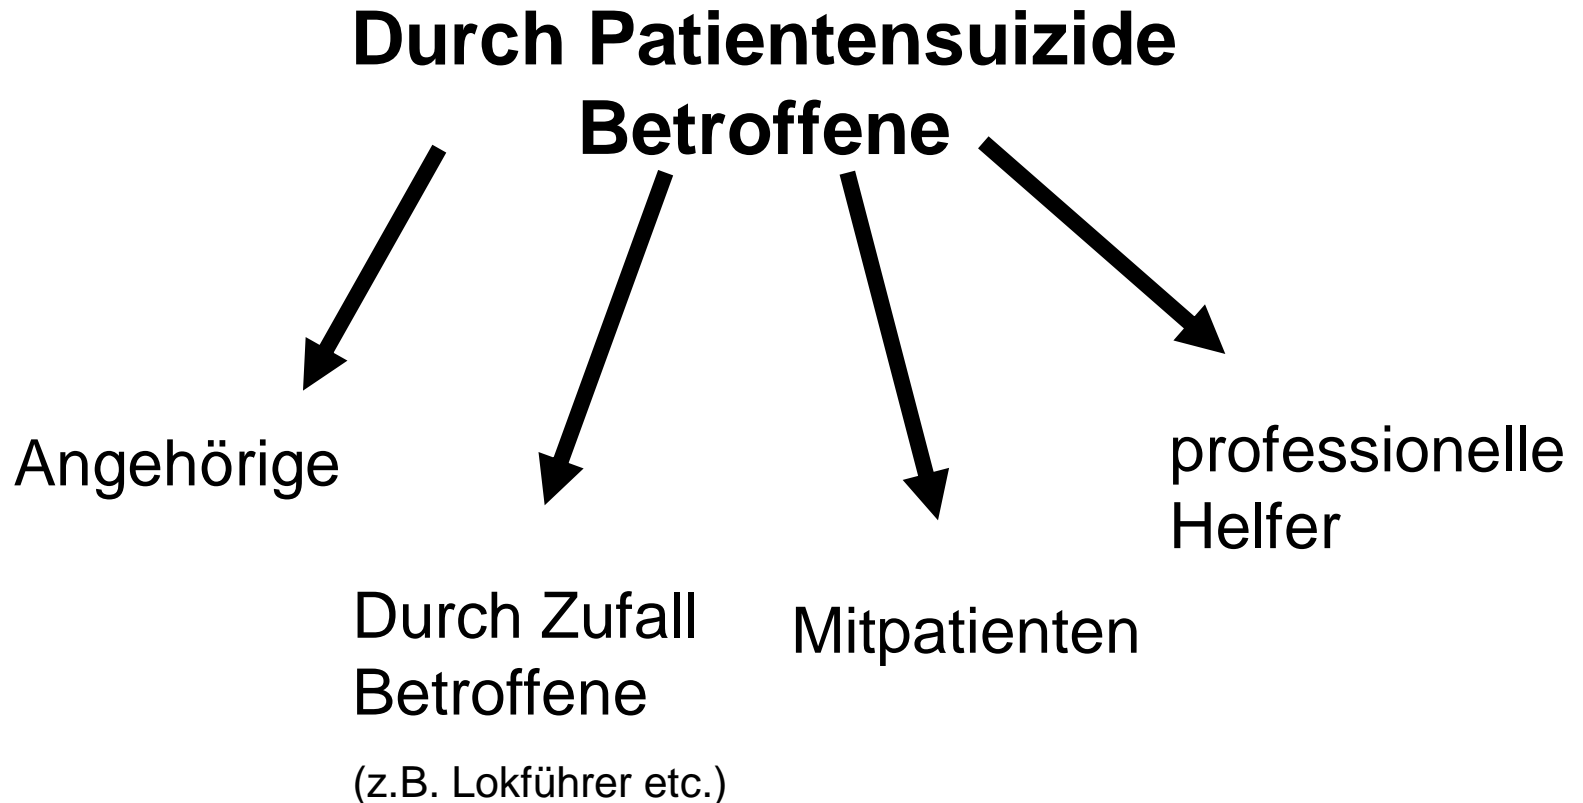 Durch Patientensuizide
Betroffene
Angehörige
Durch Zufall
Betroffene
(z.B. Lokführer etc.)
Mitpatienten
professionelle
Helfer